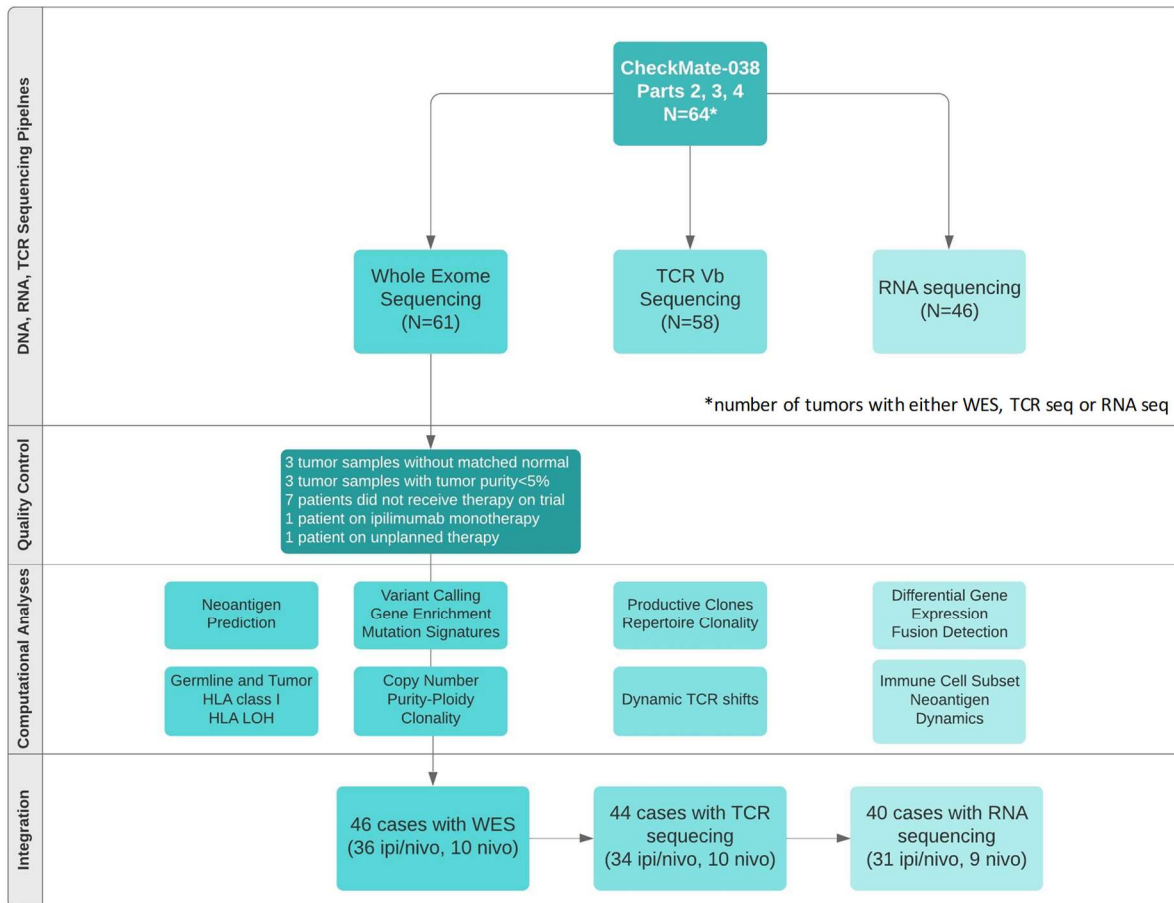 DNA, RNA, TCR Sequencing Pipelnes
CheckMate-038
Parts 2, 3, 4
N=64*
Whole Exome
Sequencing
(N=61)
TCR Vb
Sequencing
(N=58)
RNA sequencing
(N=46)
*number of tumors with either WES, TCR seq or RNA seq
Quality Control
3 tumor samples without matched normal
3 tumor samples with tumor purity<5%
7 patients did not receive therapy on trial
1 patient on ipilimumab monotherapy
1 patient on unplanned therapy
Computational Analyses
Neoantigen
Prediction
Variant Calling
Gene Enrichment
Mutation Signatures
Productive Clones
Repertoire Clonality
Differential Gene
Expression
Fusion Detection
Germline and Tumor
HLA class I
HLA LOH
Copy Number
Purity-Ploidy
Clonality
Dynamic TCR shifts
Immune Cell Subset
Neoantigen
Dynamics
Integration
46 cases with WES
(36 ipi/nivo, 10 nivo)
44 cases with TCR
sequecing
(34 ipi/nivo, 10 nivo)
40 cases with RNA
sequencing
(31 ipi/nivo, 9 nivo)